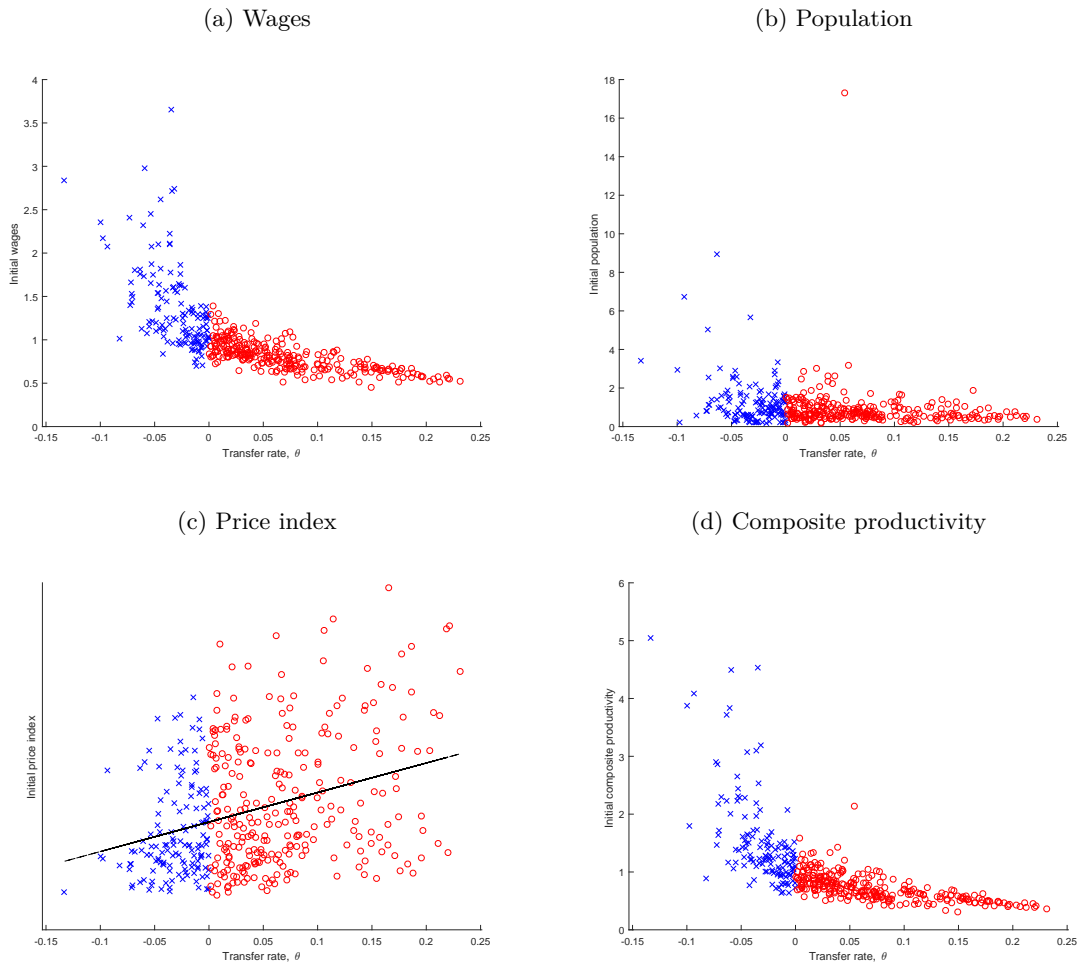 (a) Wages
4
3.5
3
2.5
2
1.5
1
0.5
0
Initial wages
-0.15 -0.1 -0.05 0 0.05 0.1 0.15 0.2 0.25
Transfer rate, θ
(b) Population
18
16
14
12
10
8
6
4
2
0
Initial population
-0.15 -0.1 -0.05 0 0.05 0.1 0.15 0.2 0.25
Transfer rate, θ
(c) Price index
Initial price index
-0.15 -0.1 -0.05 0 0.05 0.1 0.15 0.2 0.25
Transfer rate, θ
(d) Composite productivity
6
5
4
3
2
1
0
Initial composite productivity
-0.15 -0.1 -0.05 0 0.05 0.1 0.15 0.2 0.25
Transfer rate, θ